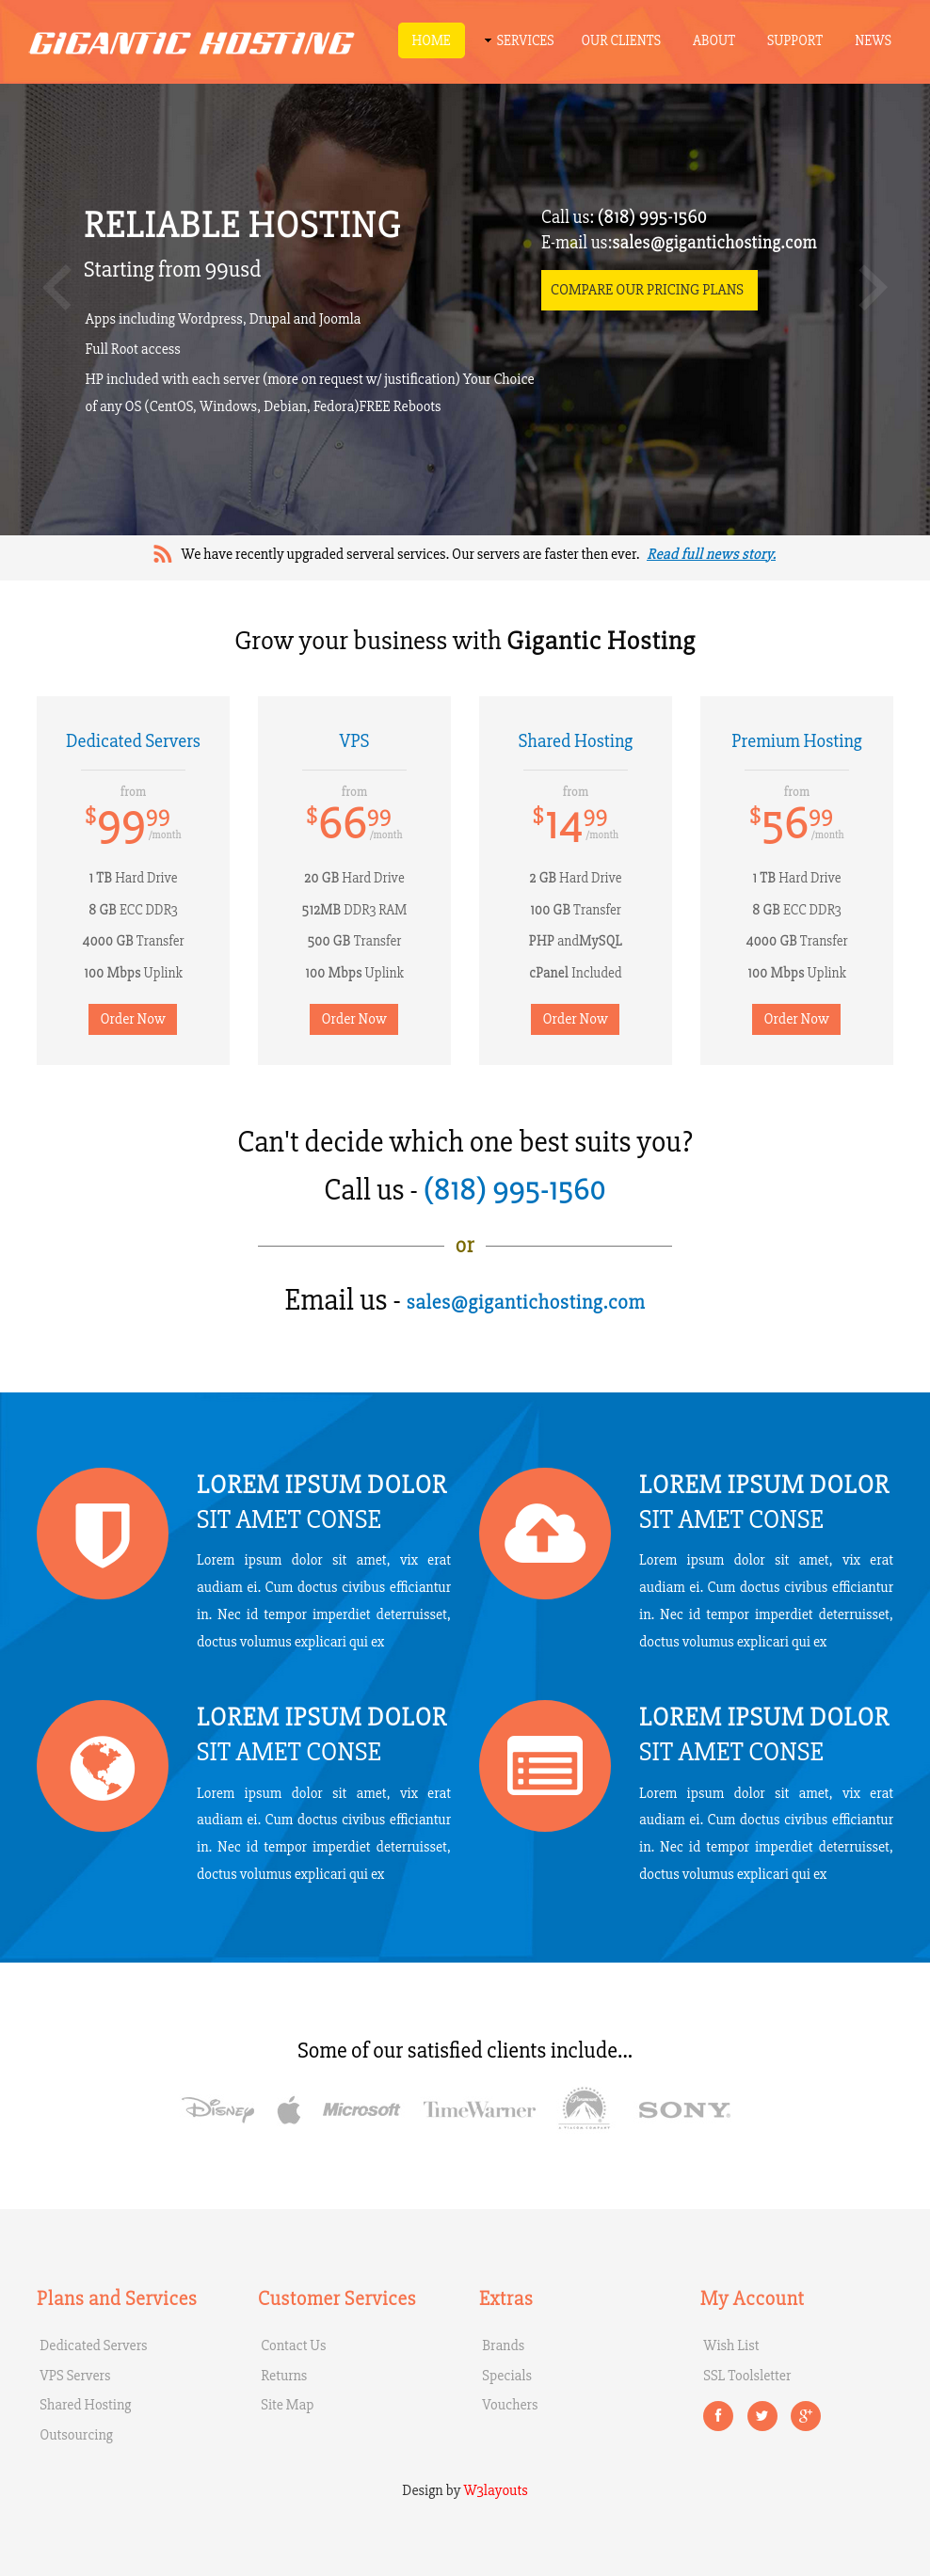 GIGANTIC HOSTING
HOME SERVICES OUR CLIENTS ABOUT SUPPORT NEWS
RELIABLE HOSTING
Starting from 99usd
Apps including Wordpress, Drupal and Joomla
Full Root access
HP included with each server (more on request w/ justification) Your Choice
of any OS (CentOS, Windows, Debian, Fedora)FREE Reboots
Call us: (818) 995-1560
E-mail us:sales@gigantichosting.com
COMPARE OUR PRICING PLANS
We have recently upgraded serveral services. Our servers are faster then ever. Read full news story.
Grow your business with Gigantic Hosting
Dedicated Servers
from
$99 99 /month
1 TB Hard Drive
8 GB ECC DDR3
4000 GB Transfer
100 Mbps Uplink
Order Now
VPS
from
$66 99 /month
20 GB Hard Drive
512MB DDR3 RAM
500 GB Transfer
100 Mbps Uplink
Order Now
Shared Hosting
from
$14 99 /month
2 GB Hard Drive
100 GB Transfer
PHP andMySQL
cPanel Included
Order Now
Premium Hosting
from
$56 99 /month
1 TB Hard Drive
8 GB ECC DDR3
4000 GB Transfer
100 Mbps Uplink
Order Now
Can't decide which one best suits you?
Call us - (818) 995-1560
or
Email us - sales@gigantichosting.com
LOREM IPSUM DOLOR
SIT AMET CONSE
Lorem ipsum dolor sit amet, vix erat
audiam ei. Cum doctus civibus efficiantur
in. Nec id tempor imperdiet deterruisset,
doctus volumus explicari qui ex
LOREM IPSUM DOLOR
SIT AMET CONSE
Lorem ipsum dolor sit amet, vix erat
audiam ei. Cum doctus civibus efficiantur
in. Nec id tempor imperdiet deterruisset,
doctus volumus explicari qui ex
LOREM IPSUM DOLOR
SIT AMET CONSE
Lorem ipsum dolor sit amet, vix erat
audiam ei. Cum doctus civibus efficiantur
in. Nec id tempor imperdiet deterruisset,
doctus volumus explicari qui ex
LOREM IPSUM DOLOR
SIT AMET CONSE
Lorem ipsum dolor sit amet, vix erat
audiam ei. Cum doctus civibus efficiantur
in. Nec id tempor imperdiet deterruisset,
doctus volumus explicari qui ex
Some of our satisfied clients include...
Disney Microsoft TimeWarner Paramount SONY
Plans and Services
Dedicated Servers
VPS Servers
Shared Hosting
Outsourcing
Customer Services
Contact Us
Returns
Site Map
Extras
Brands
Specials
Vouchers
My Account
Wish List
SSL Toolsletter
Design by W3layouts